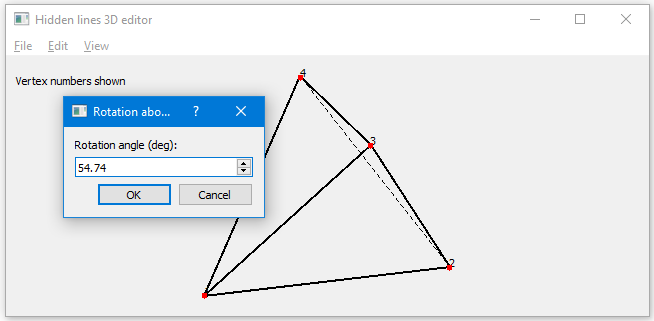 Hidden lines 3D editor
File Edit View
Vertex numbers shown
4
Rotation abo... ?
3
Rotation angle (deg):
54.74
OK Cancel
2